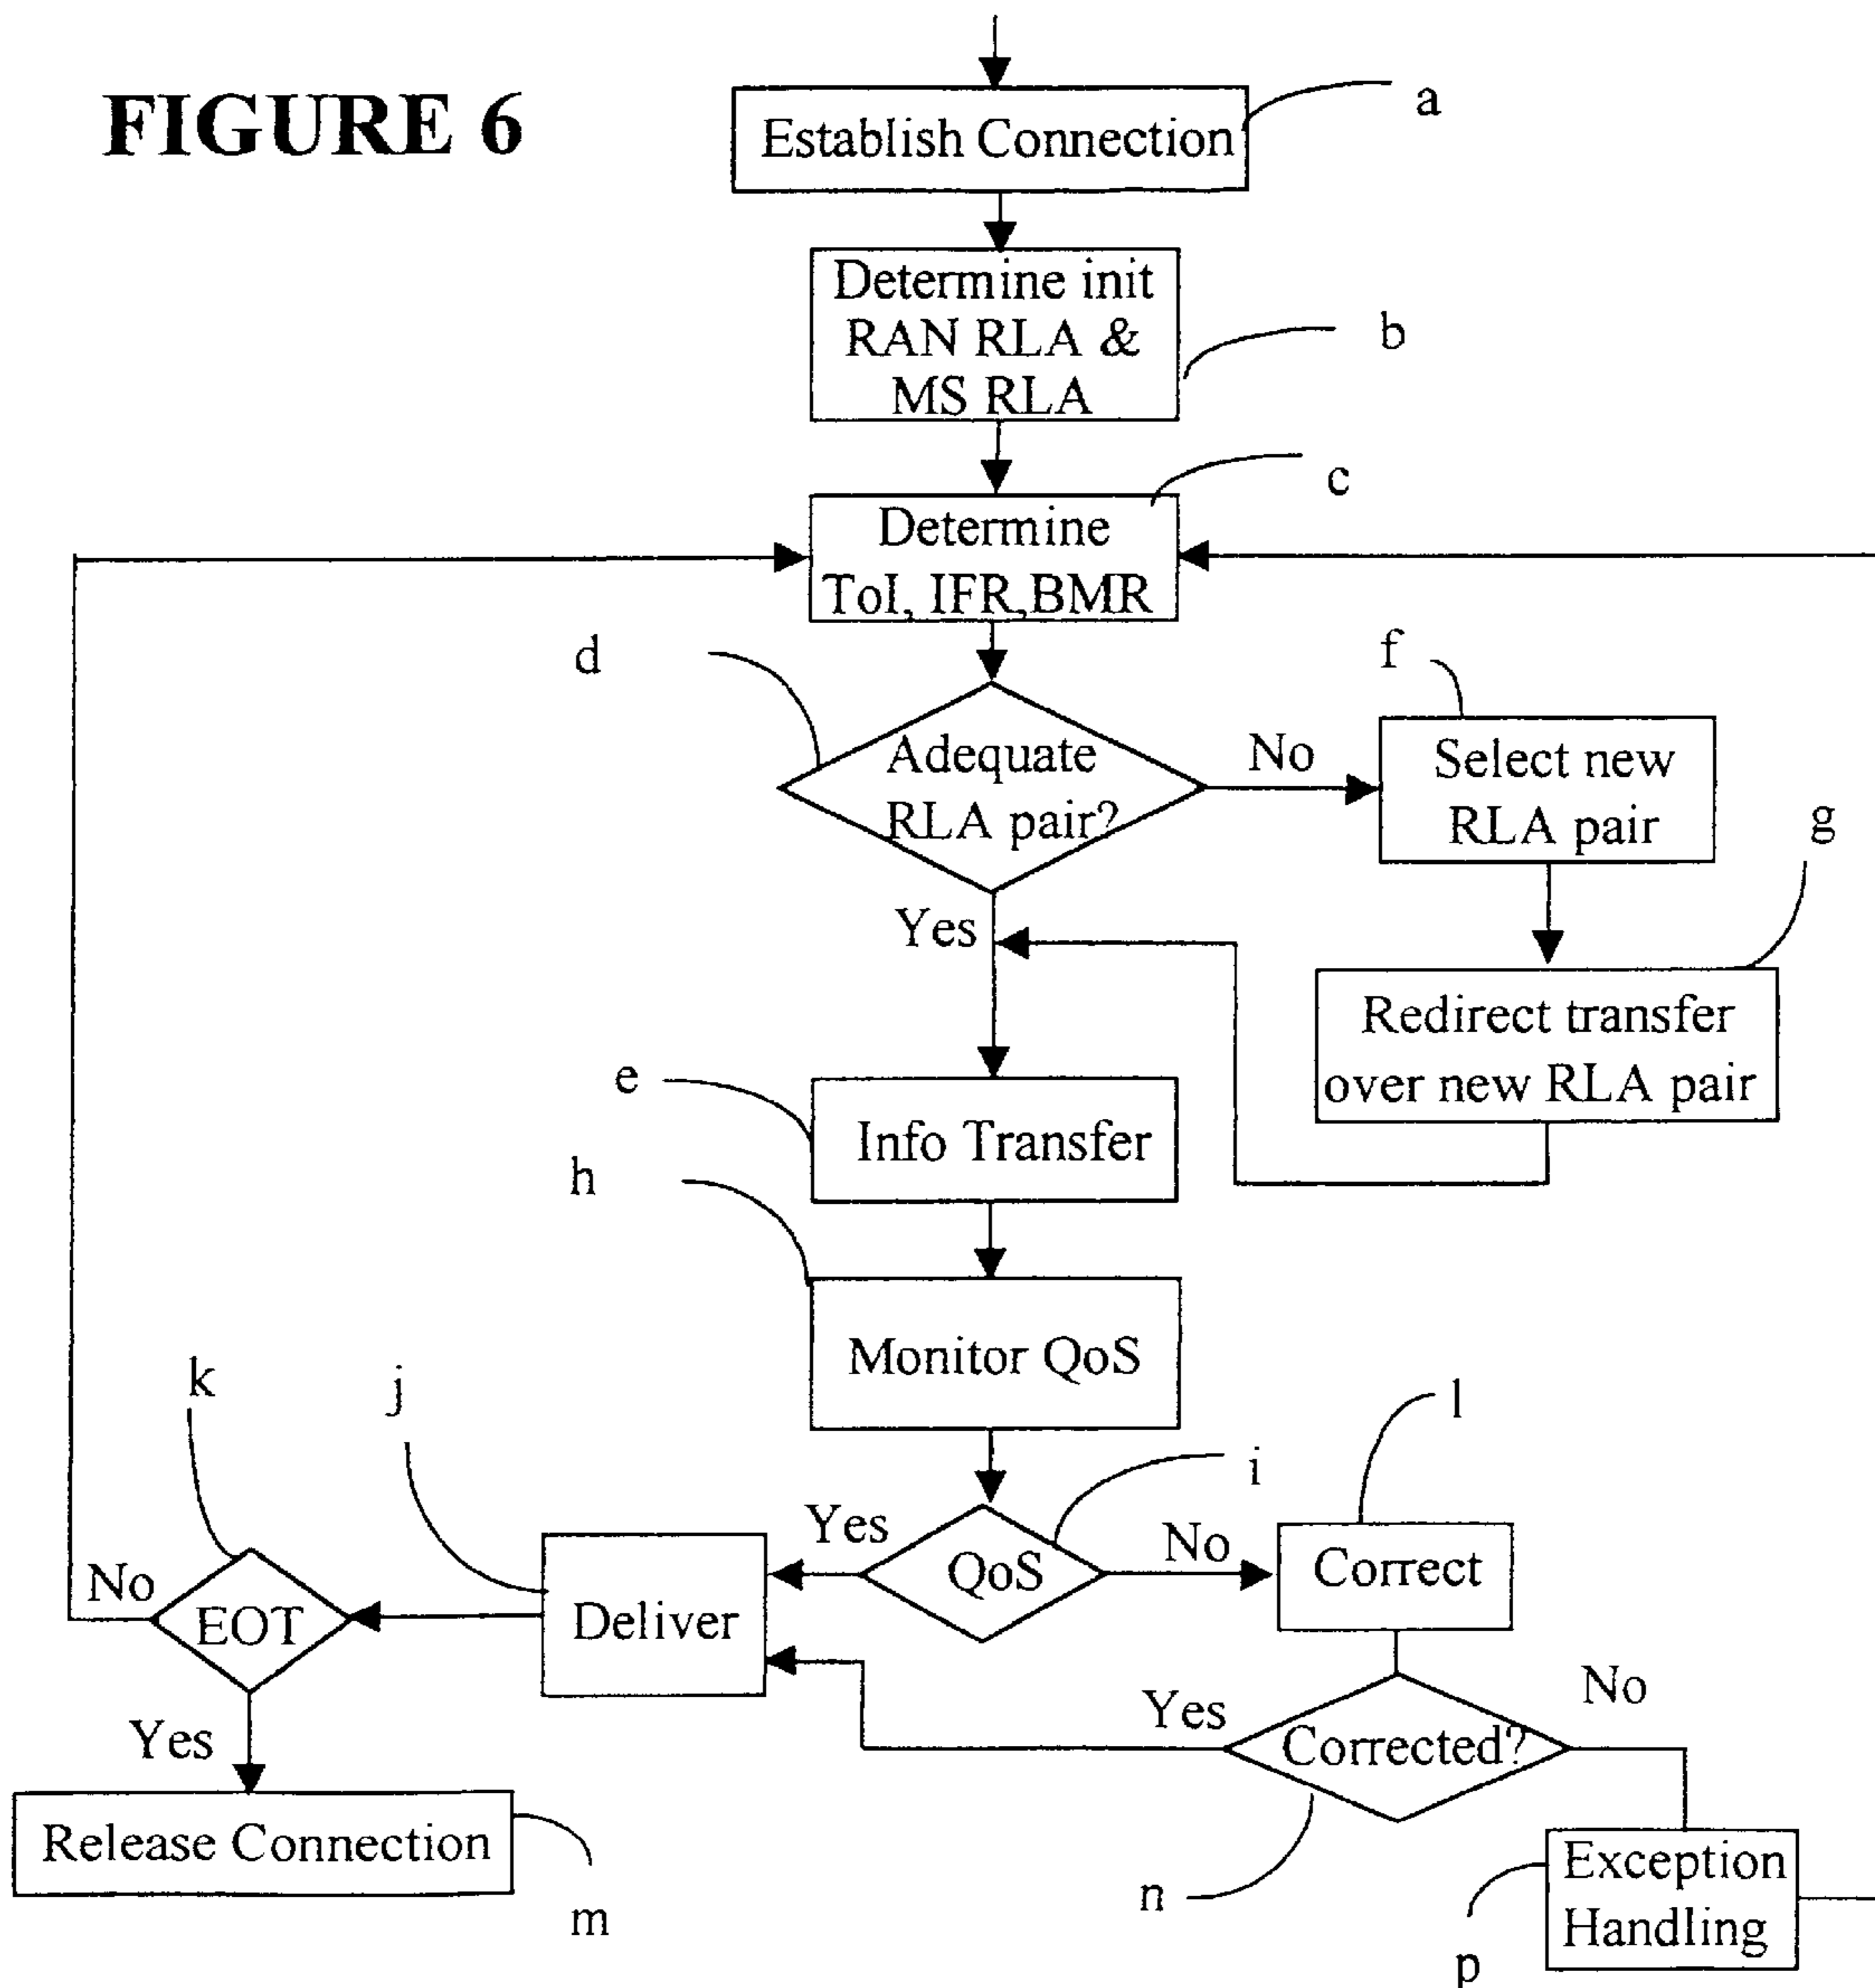 FIGURE 6
Establish Connection
a
Determine init
RAN RLA &
MS RLA
b
c
Determine
ToI, IFR,BMR
d
f
Adequate
RLA pair?
No
Select new
RLA pair
g
Yes
Redirect transfer
over new RLA pair
e
Info Transfer
h
Monitor QoS
k
j
l
i
Yes
QoS
No
Correct
No
EOT
Deliver
Yes
Corrected?
No
Yes
Release Connection
m
n
Exception
Handling
p